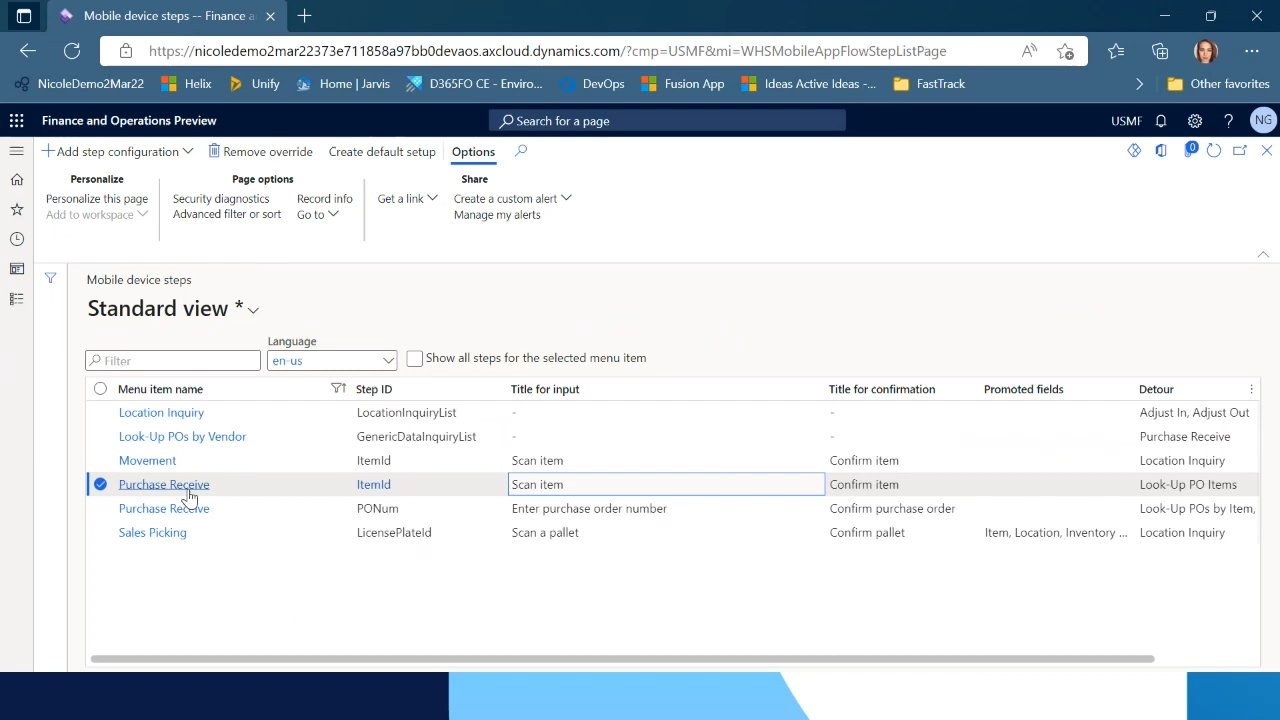 Mobile device steps -- Finance a
https://nicoledemo2mar22373e711858a97bb0devaos.axcloud.dynamics.com/?cmp=USMF&mi=WHSMobileAppFlowStepListPage
NicoleDemo2Mar22 Helix Unify Home | Jarvis D365FO CE - Enviro... DevOps Fusion App Ideas Active Ideas -... FastTrack Other favorites
Finance and Operations Preview Search for a page USMF NG
Add step configuration Remove override Create default setup Options 0
Personalize Page options Share
Personalize this page Security diagnostics Record info Get a link Create a custom alert
Add to workspace Advanced filter or sort Go to Manage my alerts
Mobile device steps
Standard view *
Language
Filter en-us Show all steps for the selected menu item
Menu item name Step ID Title for input Title for confirmation Promoted fields Detour
Location Inquiry LocationInquiryList - - Adjust In, Adjust Out
Look-Up POs by Vendor GenericDataInquiryList - - Purchase Receive
Movement ItemId Scan item Confirm item Location Inquiry
Purchase Receive ItemId Scan item Confirm item Look-Up PO Items
Purchase Receive PONum Enter purchase order number Confirm purchase order Look-Up POs by Item,
Sales Picking LicensePlateId Scan a pallet Confirm pallet Item, Location, Inventory ... Location Inquiry